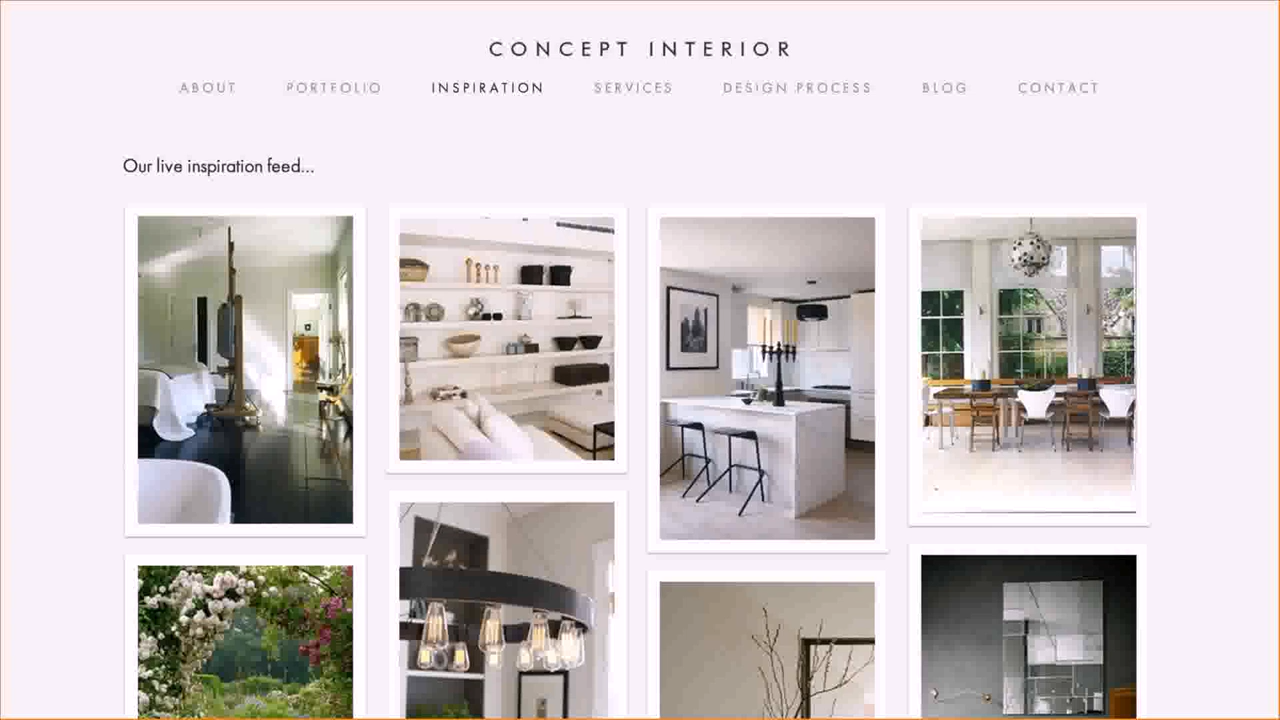 CONCEPT INTERIOR
ABOUT PORTFOLIO INSPIRATION SERVICES DESIGN PROCESS BLOG CONTACT
Our live inspiration feed...